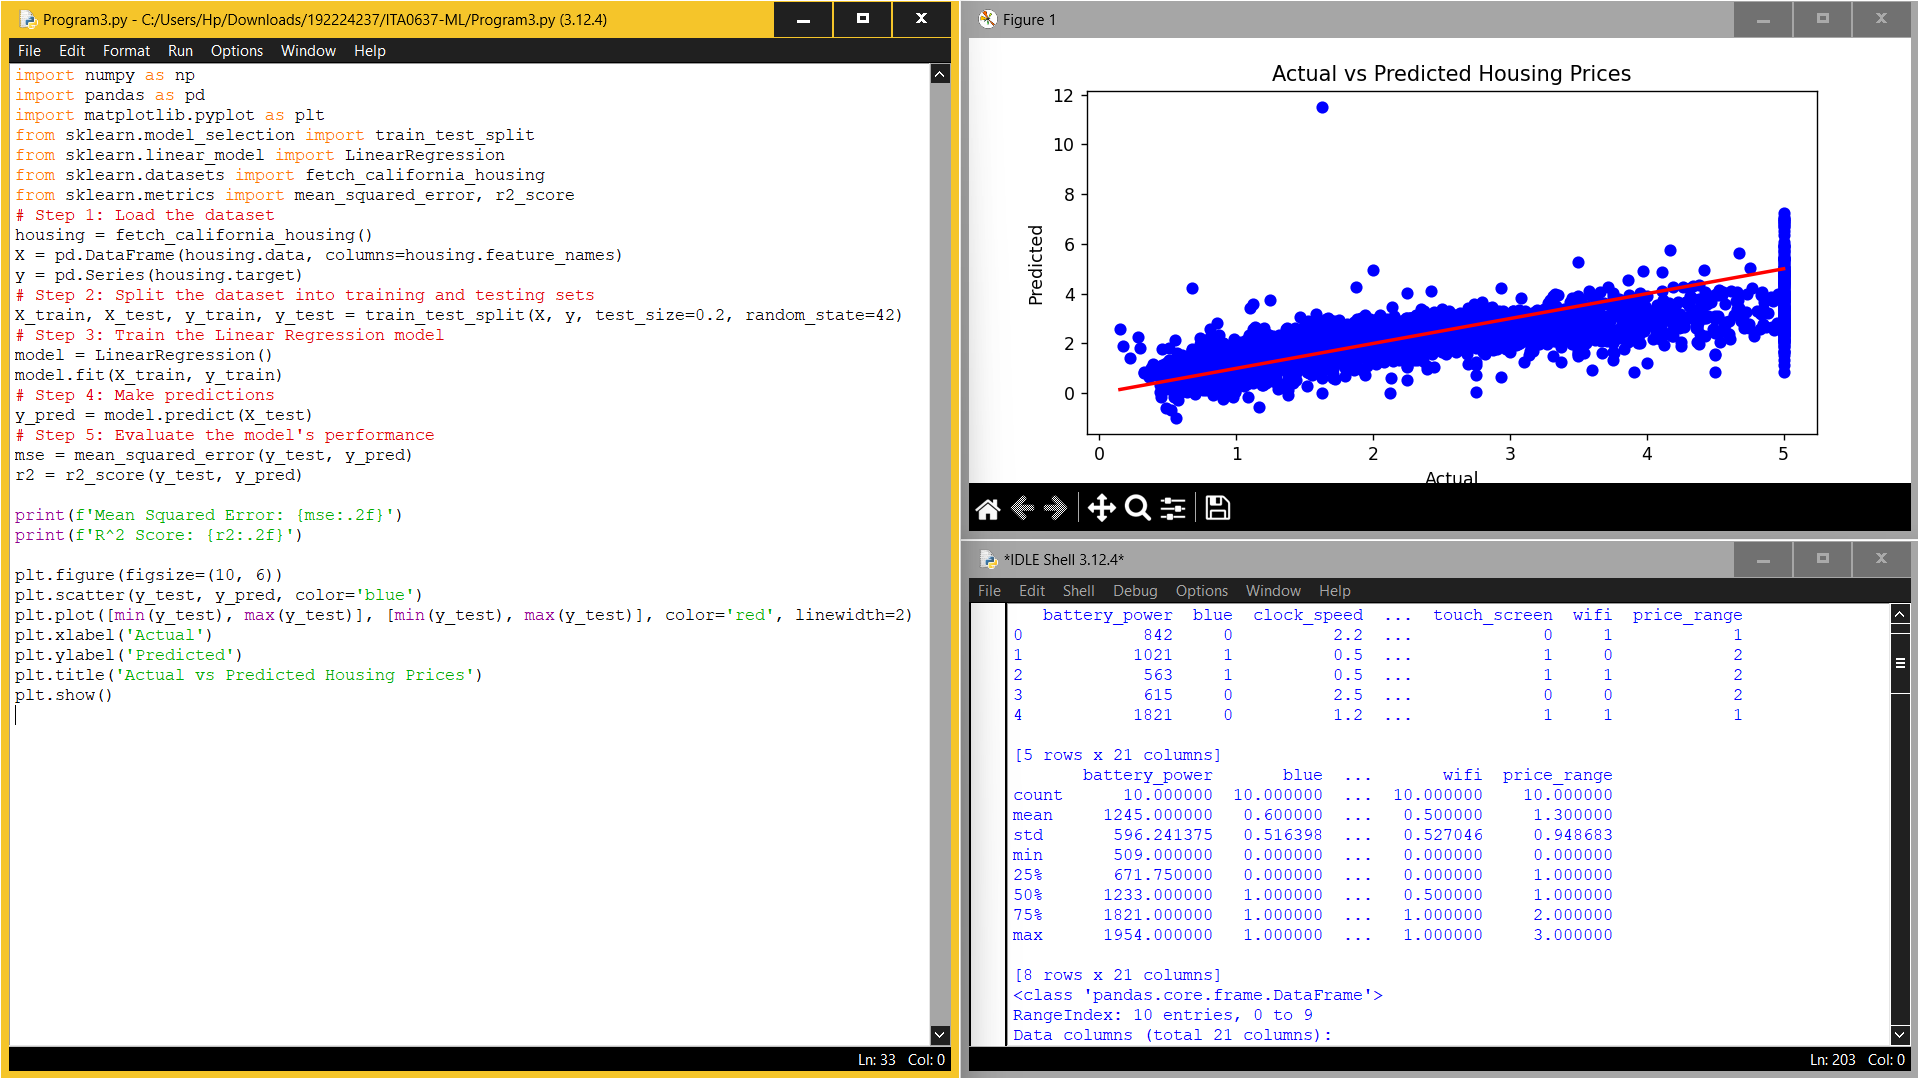 Program3.py - C:/Users/Hp/Downloads/192224237/ITA0637-ML/Program3.py (3.12.4)
File Edit Format Run Options Window Help
import numpy as np
import pandas as pd
import matplotlib.pyplot as plt
from sklearn.model_selection import train_test_split
from sklearn.linear_model import LinearRegression
from sklearn.datasets import fetch_california_housing
from sklearn.metrics import mean_squared_error, r2_score
# Step 1: Load the dataset
housing = fetch_california_housing()
X = pd.DataFrame(housing.data, columns=housing.feature_names)
y = pd.Series(housing.target)
# Step 2: Split the dataset into training and testing sets
X_train, X_test, y_train, y_test = train_test_split(X, y, test_size=0.2, random_state=42)
# Step 3: Train the Linear Regression model
model = LinearRegression()
model.fit(X_train, y_train)
# Step 4: Make predictions
y_pred = model.predict(X_test)
# Step 5: Evaluate the model's performance
mse = mean_squared_error(y_test, y_pred)
r2 = r2_score(y_test, y_pred)
print(f'Mean Squared Error: {mse:.2f}')
print(f'R^2 Score: {r2:.2f}')
plt.figure(figsize=(10, 6))
plt.scatter(y_test, y_pred, color='blue')
plt.plot([min(y_test), max(y_test)], [min(y_test), max(y_test)], color='red', linewidth=2)
plt.xlabel('Actual')
plt.ylabel('Predicted')
plt.title('Actual vs Predicted Housing Prices')
plt.show()
Ln: 33 Col: 0
Figure 1
Actual vs Predicted Housing Prices
12
10
8
6
4
2
0
Predicted
0 1 2 3 4 5
Actual
*IDLE Shell 3.12.4*
File Edit Shell Debug Options Window Help
battery_power blue clock_speed ... touch_screen wifi price_range
0 842 0 2.2 ... 0 1 1
1 1021 1 0.5 ... 1 0 2
2 563 1 0.5 ... 1 1 2
3 615 0 2.5 ... 0 0 2
4 1821 0 1.2 ... 1 1 1
[5 rows x 21 columns]
battery_power blue ... wifi price_range
count 10.000000 10.000000 ... 10.000000 10.000000
mean 1245.000000 0.600000 ... 0.500000 1.300000
std 596.241375 0.516398 ... 0.527046 0.948683
min 509.000000 0.000000 ... 0.000000 0.000000
25% 671.750000 0.000000 ... 0.000000 1.000000
50% 1233.000000 1.000000 ... 0.500000 1.000000
75% 1821.000000 1.000000 ... 1.000000 2.000000
max 1954.000000 1.000000 ... 1.000000 3.000000
[8 rows x 21 columns]
<class 'pandas.core.frame.DataFrame'>
RangeIndex: 10 entries, 0 to 9
Data columns (total 21 columns):
Ln: 203 Col: 0